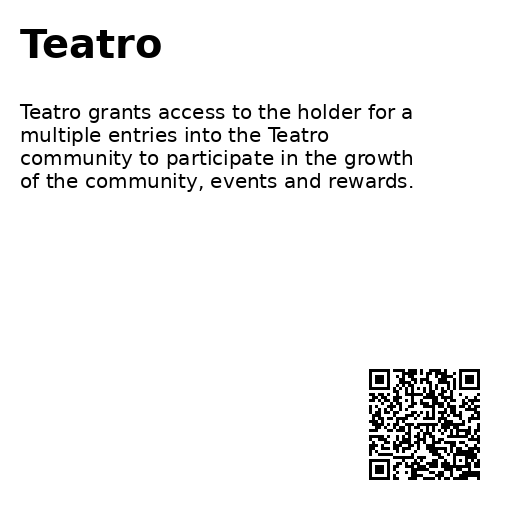 Teatro
Teatro grants access to the holder for a
multiple entries into the Teatro
community to participate in the growth
of the community, events and rewards.